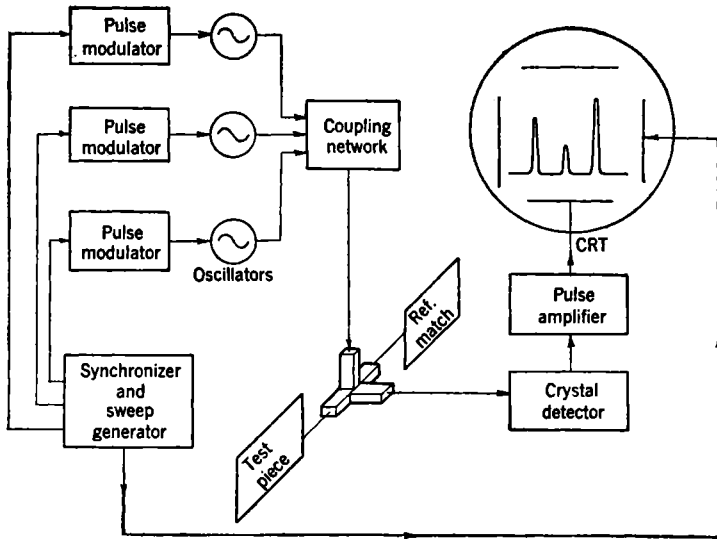 Pulse
modulator
Pulse
modulator
Pulse
modulator
Oscillators
Coupling
network
Synchronizer
and
sweep
generator
Test
piece
Ref.
match
CRT
Pulse
amplifier
Crystal
detector